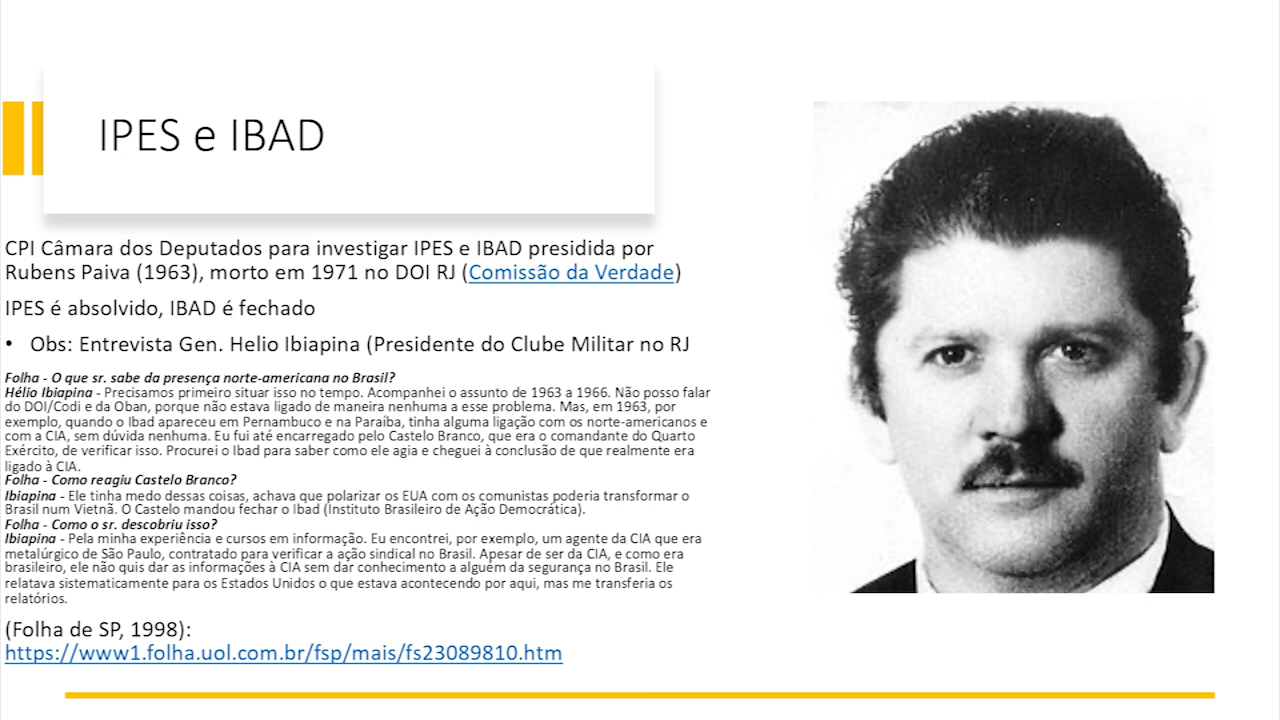 IPES e IBAD
CPI Câmara dos Deputados para investigar IPES e IBAD presidida por
Rubens Paiva (1963), morto em 1971 no DOI RJ (Comissão da Verdade)
IPES é absolvido, IBAD é fechado
• Obs: Entrevista Gen. Helio Ibiapina (Presidente do Clube Militar no RJ
Folha - O que sr. sabe da presença norte-americana no Brasil?
Hélio Ibiapina - Precisamos primeiro situar isso no tempo. Acompanhei o assunto de 1963 a 1966. Não posso falar
do DOI/Codi e da Oban, porque não estava ligado de maneira nenhuma a esse problema. Mas, em 1963, por
exemplo, quando o Ibad apareceu em Pernambuco e na Paraíba, tinha alguma ligação com os norte-americanos e
com a CIA, sem dúvida nenhuma. Eu fui até encarregado pelo Castelo Branco, que era o comandante do Quarto
Exército, de verificar isso. Procurei o Ibad para saber como ele agia e cheguei à conclusão de que realmente era
ligado à CIA.
Folha - Como reagiu Castelo Branco?
Ibiapina - Ele tinha medo dessas coisas, achava que polarizar os EUA com os comunistas poderia transformar o
Brasil num Vietnã. O Castelo mandou fechar o Ibad (Instituto Brasileiro de Ação Democrática).
Folha - Como o sr. descobriu isso?
Ibiapina - Pela minha experiência e cursos em informação. Eu encontrei, por exemplo, um agente da CIA que era
metalúrgico de São Paulo, contratado para verificar a ação sindical no Brasil. Apesar de ser da CIA, e como era
brasileiro, ele não quis dar as informações à CIA sem dar conhecimento a alguém da segurança no Brasil. Ele
relatava sistematicamente para os Estados Unidos o que estava acontecendo por aqui, mas me transferia os
relatórios.
(Folha de SP, 1998):
https://www1.folha.uol.com.br/fsp/mais/fs23089810.htm